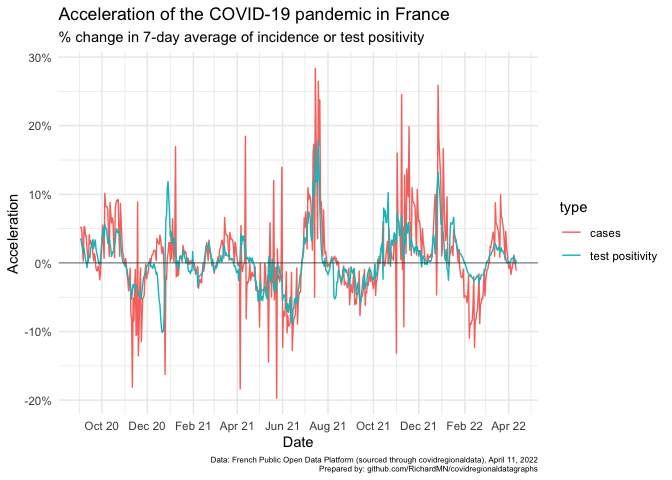 Acceleration of the COVID-19 pandemic in France
% change in 7-day average of incidence or test positivity
30%
20%
10%
0%
-10%
-20%
Acceleration
Oct 20 Dec 20 Feb 21 Apr 21 Jun 21 Aug 21 Oct 21 Dec 21 Feb 22 Apr 22
Date
type
cases
test positivity
Data: French Public Open Data Platform (sourced through covidregionaldata), April 11, 2022
Prepared by: github.com/RichardMN/covidregionaldatagraphs